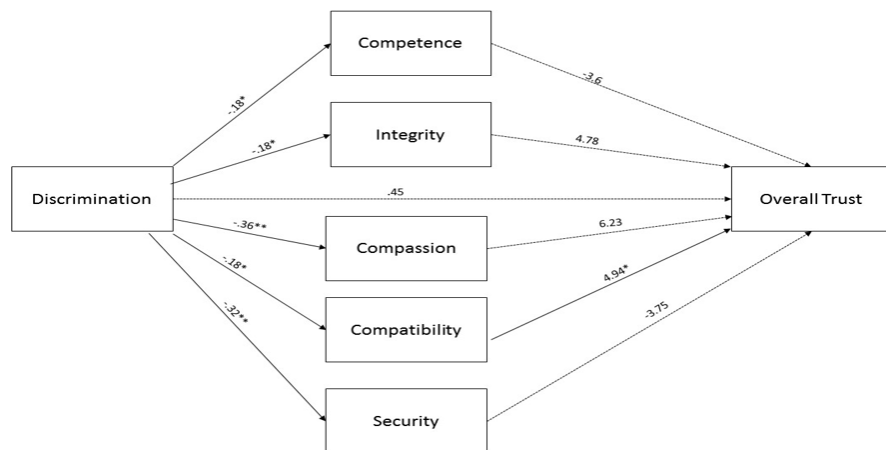 Competence
-.18*
-3.6
Integrity
-.18*
4.78
Discrimination
.45
Overall Trust
-.36**
Compassion
6.23
-.18*
Compatibility
4.94*
-.32**
Security
-3.75